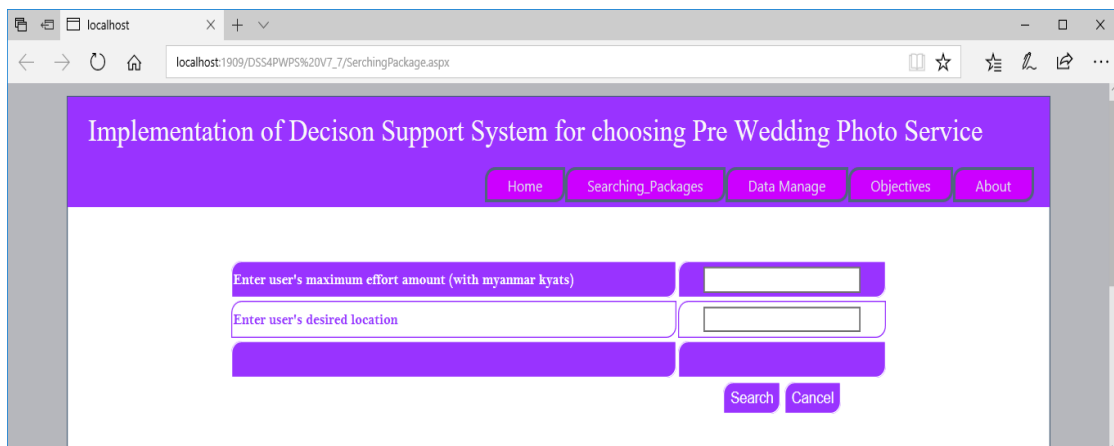 localhost
localhost:1909/DSS4PWPS%20V7_7/SerchingPackage.aspx
Implementation of Decison Support System for choosing Pre Wedding Photo Service
Home Searching_Packages Data Manage Objectives About
Enter user's maximum effort amount (with myanmar kyats)
Enter user's desired location
Search Cancel